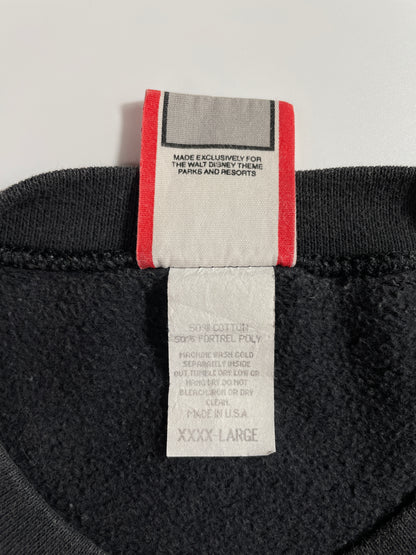 MADE EXCLUSIVELY FOR
THE WALT DISNEY THEME
PARKS AND RESORTS
50% COTTON
50% FORTREL POLY
MACHINE WASH COLD
SEPARATELY INSIDE
OUT, TUMBLE DRY LOW OR
HANG DRY DO NOT
BLEACH, IRON OR DRY
CLEAN.
MADE IN U.S.A.
XXXX-LARGE